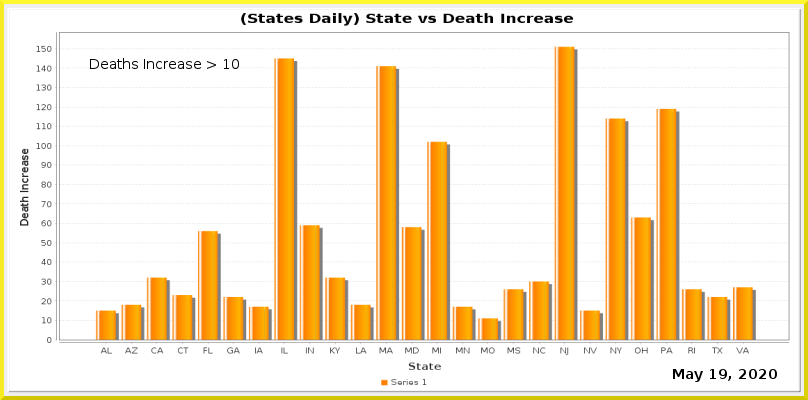 (States Daily) State vs Death Increase
Deaths Increase > 10
Death Increase
150
140
130
120
110
100
90
80
70
60
50
40
30
20
10
0
AL AZ CA CT FL GA IA IL IN KY LA MA MD MI MN MO MS NC NJ NV NY OH PA RI TX VA
State
Series 1
May 19, 2020